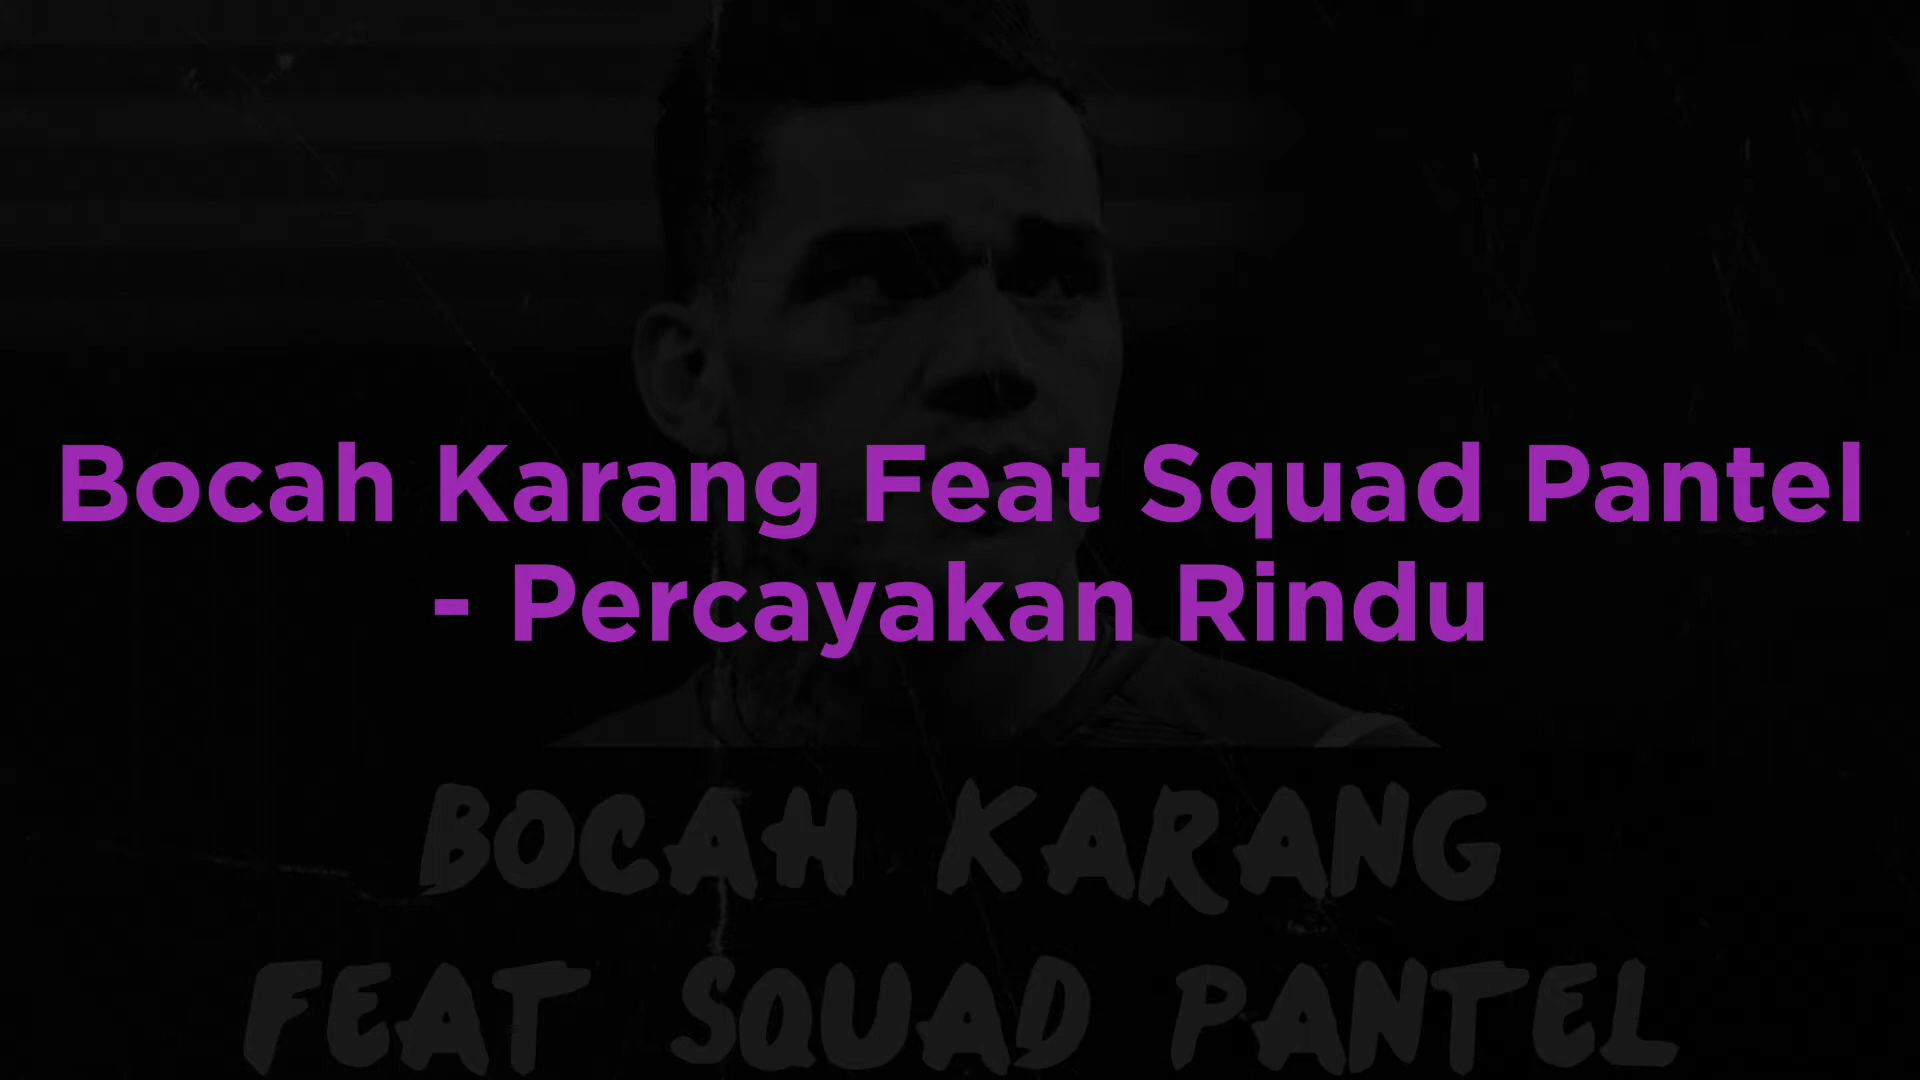 Bocah Karang Feat Squad Pantel
- Percayakan Rindu
BOCAH KARANG
FEAT SQUAD PANTEL